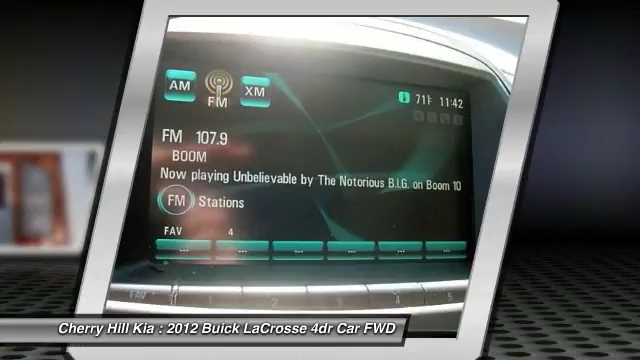 AM FM XM
71F 11:42
FM 107.9
BOOM
Now playing Unbelievable by The Notorious B.I.G. on Boom 10
FM Stations
FAV 4
... ... ... ... ... ...
FAV 1 2 3 4 5
Cherry Hill Kia : 2012 Buick LaCrosse 4dr Car FWD